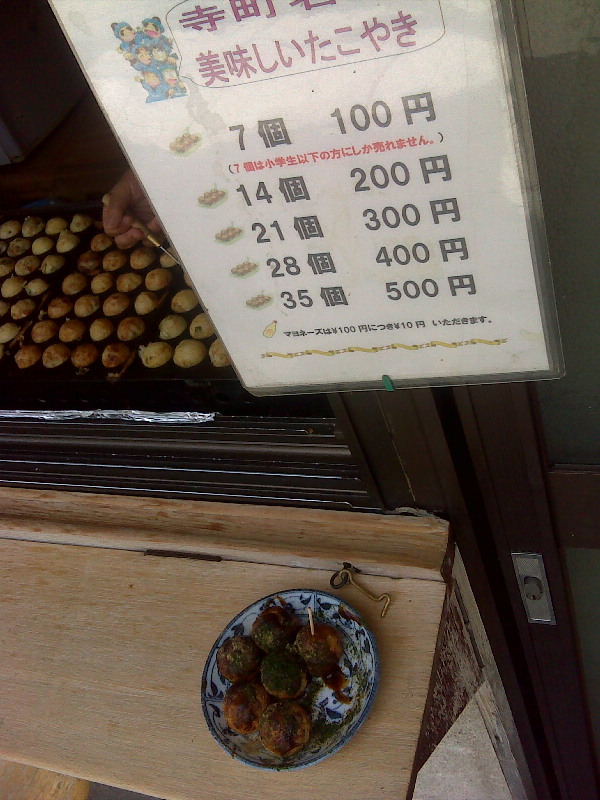 寺町
美味しいたこやき
7個 100円
(7個は小学生以下の方にしか売れません。)
14個 200円
21個 300円
28個 400円
35個 500円
マヨネーズは¥100円につき¥10円 いただきます。